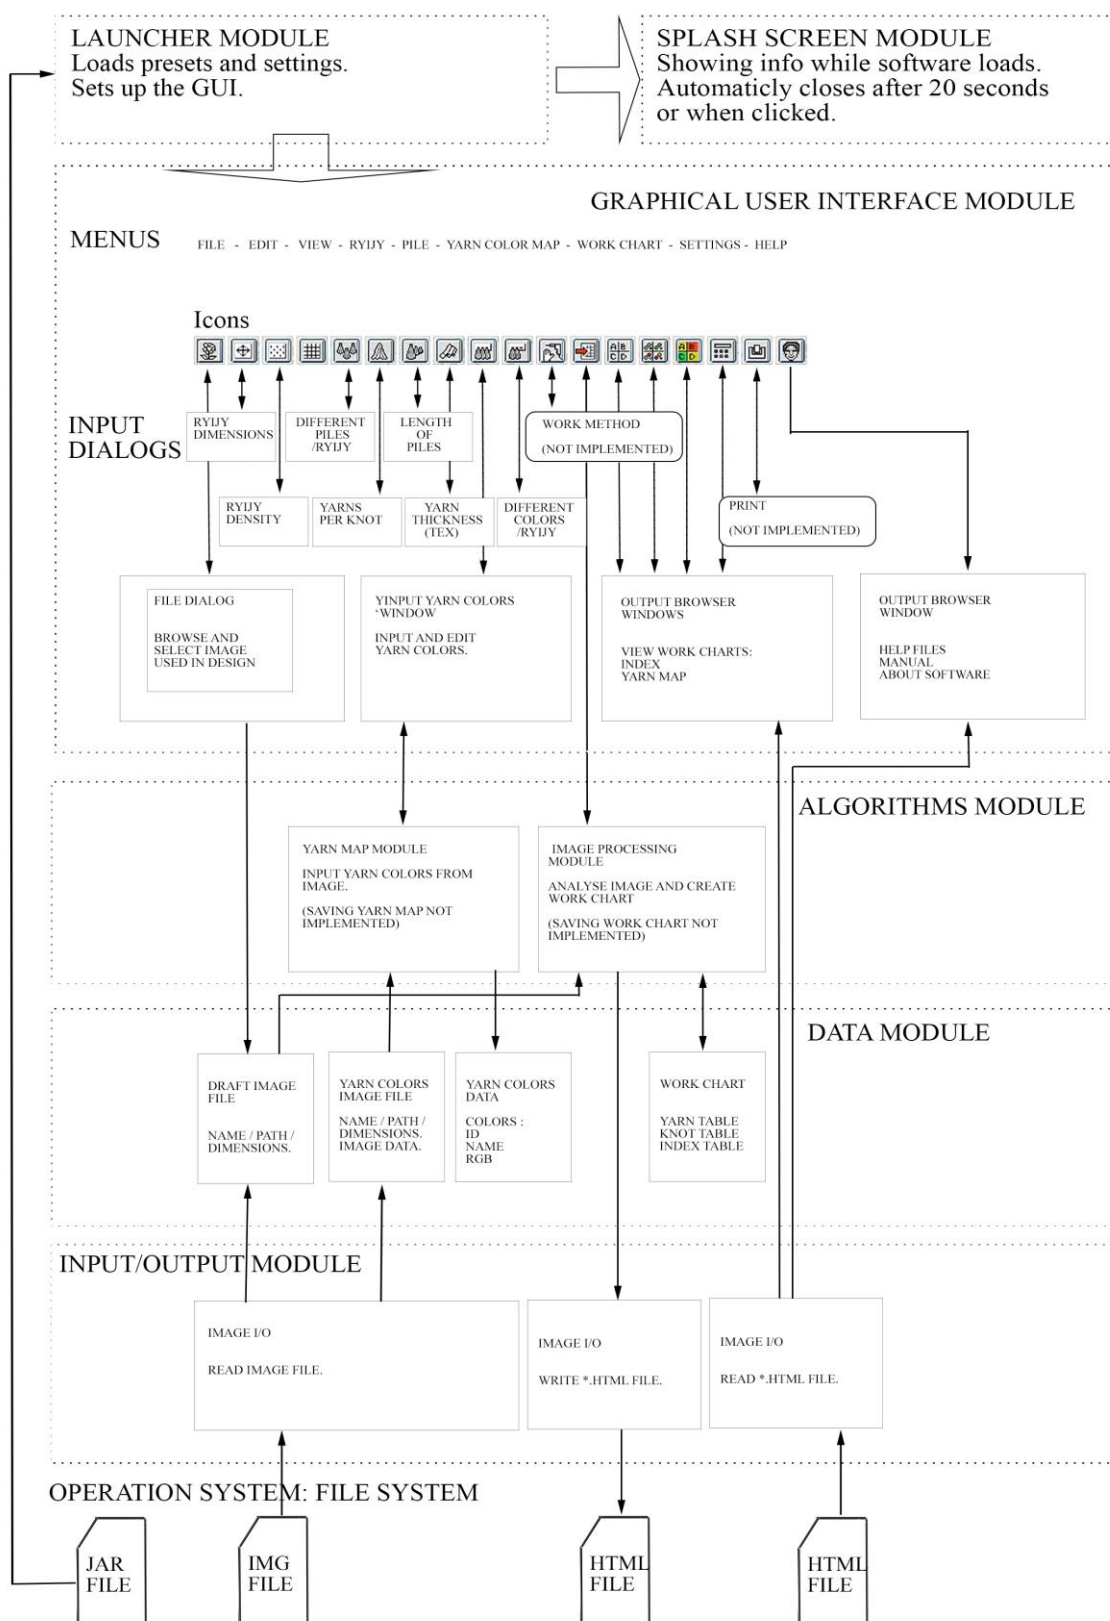 LAUNCHER MODULE
Loads presets and settings.
Sets up the GUI.
SPLASH SCREEN MODULE
Showing info while software loads.
Automaticly closes after 20 seconds
or when clicked.
GRAPHICAL USER INTERFACE MODULE
MENUS
FILE - EDIT - VIEW - RYIJY - PILE - YARN COLOR MAP - WORK CHART - SETTINGS - HELP
Icons
A B
C D
A B
C D
INPUT
DIALOGS
RYIJY
DIMENSIONS
DIFFERENT
PILES
/RYIJY
LENGTH
OF
PILES
WORK METHOD
(NOT IMPLEMENTED)
RYIJY
DENSITY
YARNS
PER KNOT
YARN
THICKNESS
(TEX)
DIFFERENT
COLORS
/RYIJY
PRINT
(NOT IMPLEMENTED)
FILE DIALOG
BROWSE AND
SELECT IMAGE
USED IN DESIGN
YINPUT YARN COLORS
‘WINDOW
INPUT AND EDIT
YARN COLORS.
OUTPUT BROWSER
WINDOWS
VIEW WORK CHARTS:
INDEX
YARN MAP
OUTPUT BROWSER
WINDOW
HELP FILES
MANUAL
ABOUT SOFTWARE
ALGORITHMS MODULE
YARN MAP MODULE
INPUT YARN COLORS FROM
IMAGE.
(SAVING YARN MAP NOT
IMPLEMENTED)
IMAGE PROCESSING
MODULE
ANALYSE IMAGE AND CREATE
WORK CHART
(SAVING WORK CHART NOT
IMPLEMENTED)
DATA MODULE
DRAFT IMAGE
FILE
NAME / PATH /
DIMENSIONS.
YARN COLORS
IMAGE FILE
NAME / PATH /
DIMENSIONS.
IMAGE DATA.
YARN COLORS
DATA
COLORS :
ID
NAME
RGB
WORK CHART
YARN TABLE
KNOT TABLE
INDEX TABLE
INPUT/OUTPUT MODULE
IMAGE I/O
READ IMAGE FILE.
IMAGE I/O
WRITE *.HTML FILE.
IMAGE I/O
READ *.HTML FILE.
OPERATION SYSTEM: FILE SYSTEM
JAR
FILE
IMG
FILE
HTML
FILE
HTML
FILE